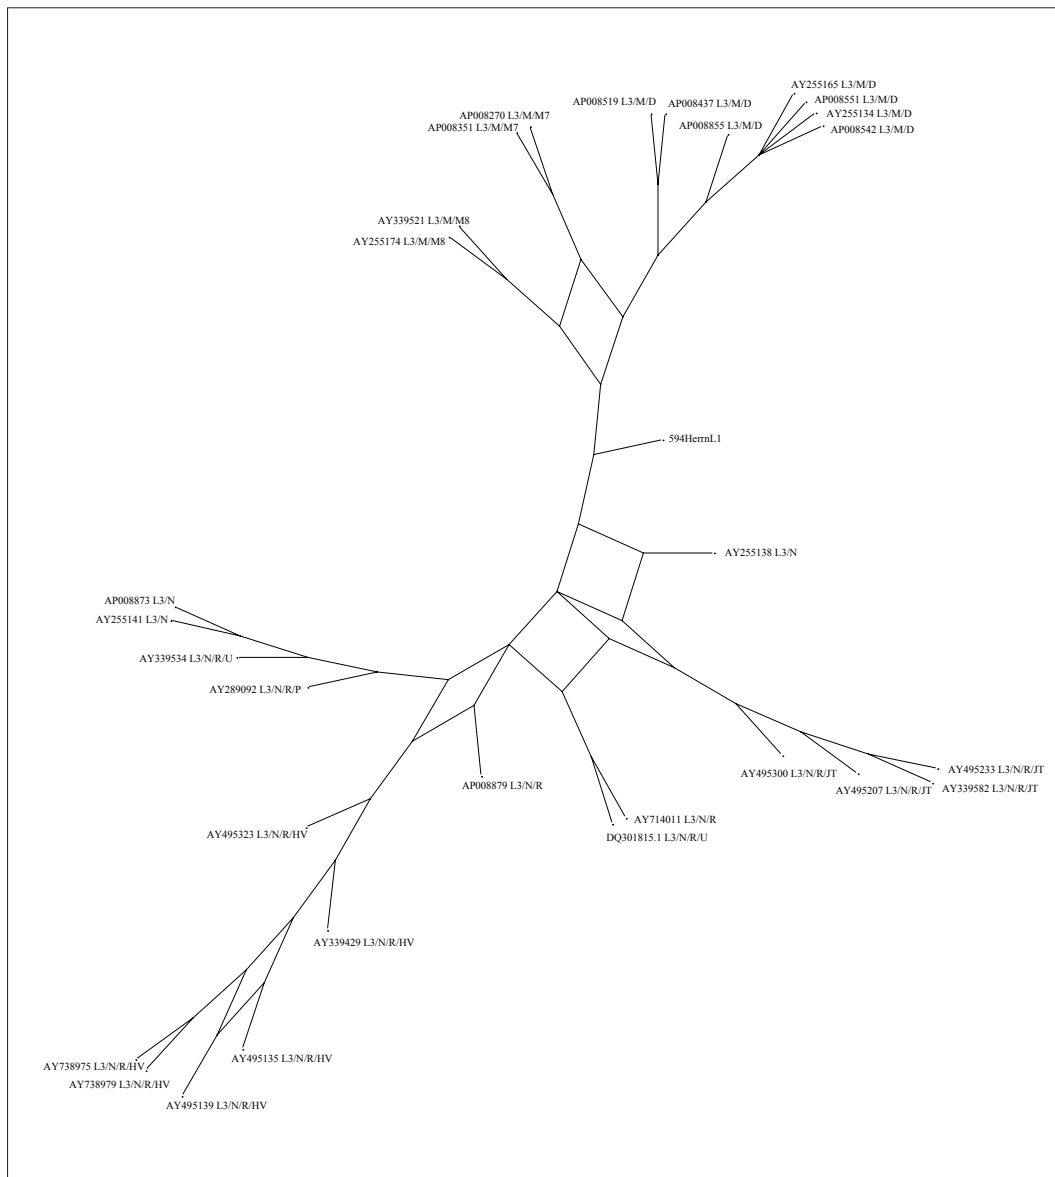 AY255165 L3/M/D
AP008551 L3/M/D
AP008519 L3/M/D
AP008437 L3/M/D
AY255134 L3/M/D
AP008270 L3/M/M7
AP008351 L3/M/M7
AP008855 L3/M/D
AP008542 L3/M/D
AY339521 L3/M/M8
AY255174 L3/M/M8
594HerrnL1
AY255138 L3/N
AP008873 L3/N
AY255141 L3/N
AY339534 L3/N/R/U
AY289092 L3/N/R/P
AP008879 L3/N/R
AY495300 L3/N/R/JT
AY495233 L3/N/R/JT
AY495207 L3/N/R/JT
AY339582 L3/N/R/JT
AY714011 L3/N/R
AY495323 L3/N/R/HV
DQ301815.1 L3/N/R/U
AY339429 L3/N/R/HV
AY495135 L3/N/R/HV
AY738975 L3/N/R/HV
AY738979 L3/N/R/HV
AY495139 L3/N/R/HV